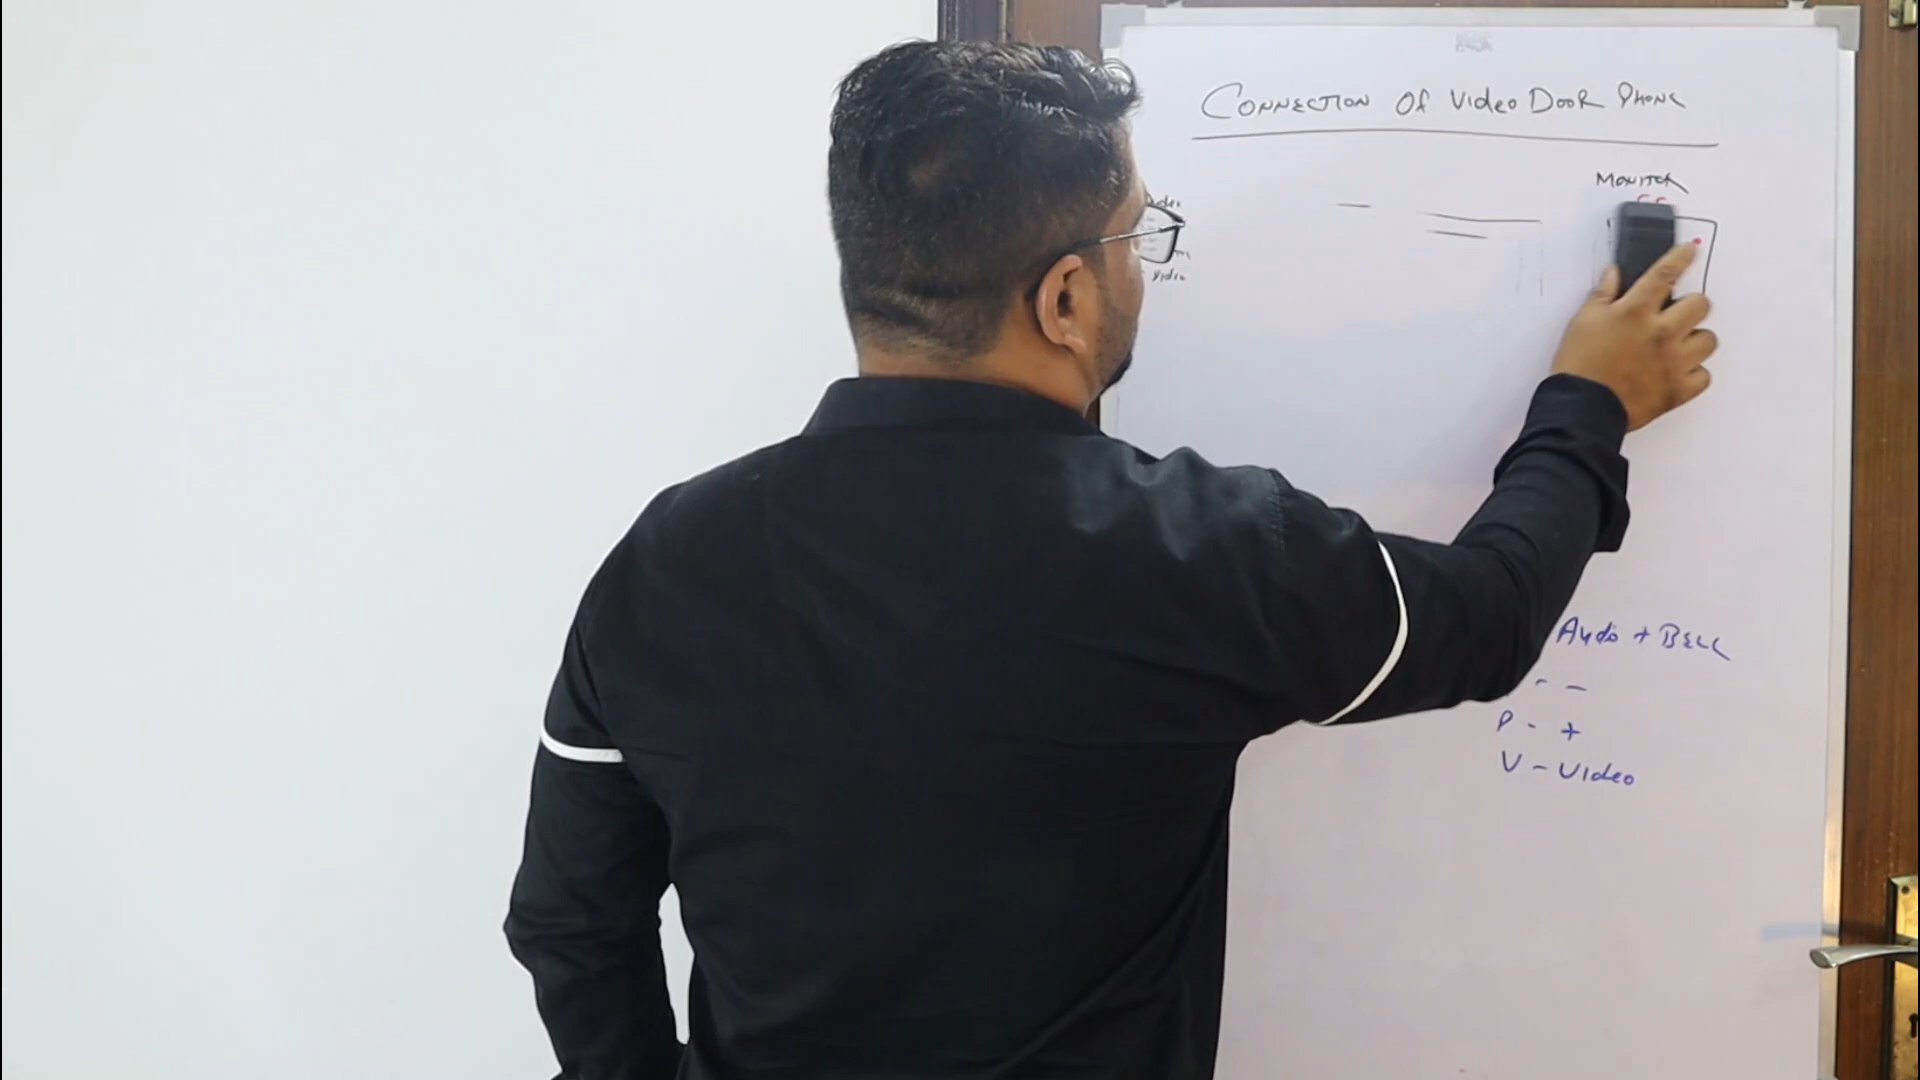 CONNECTION OF VIDEO DOOR PHONE
MONITOR
Video
Audio + BELL
- -
P - +
V - Video